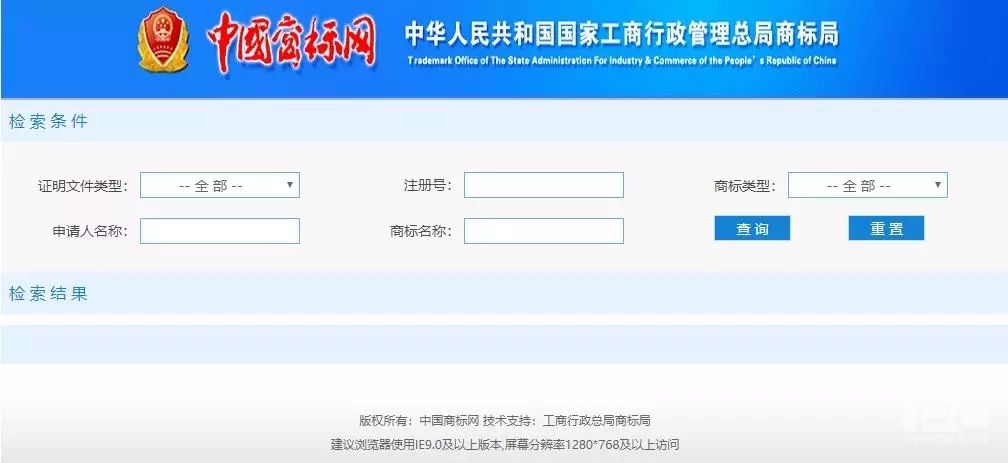 中国商标网
中华人民共和国国家工商行政管理总局商标局
Trademark Office of The State Administration For Industry & Commerce of the People's Republic of China
检索条件
证明文件类型： -- 全部 -- 注册号： 商标类型： -- 全部 --
申请人名称： 商标名称： 查询 重置
检索结果
版权所有：中国商标网 技术支持：工商行政总局商标局
建议浏览器使用IE9.0及以上版本,屏幕分辨率1280*768及以上访问
PHPCMS.CN